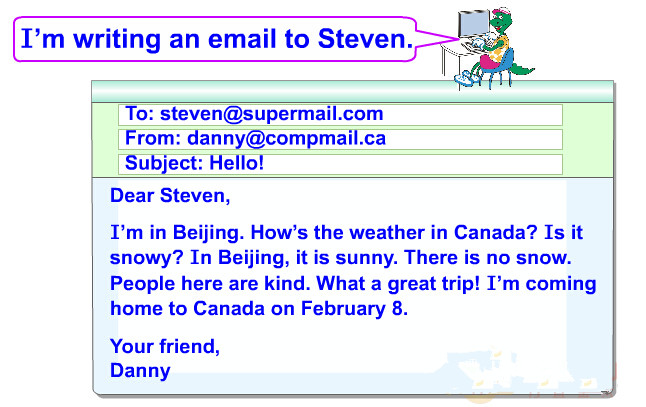 I'm writing an email to Steven.
To: steven@supermail.com
From: danny@compmail.ca
Subject: Hello!
Dear Steven,
I'm in Beijing. How's the weather in Canada? Is it
snowy? In Beijing, it is sunny. There is no snow.
People here are kind. What a great trip! I'm coming
home to Canada on February 8.
Your friend,
Danny